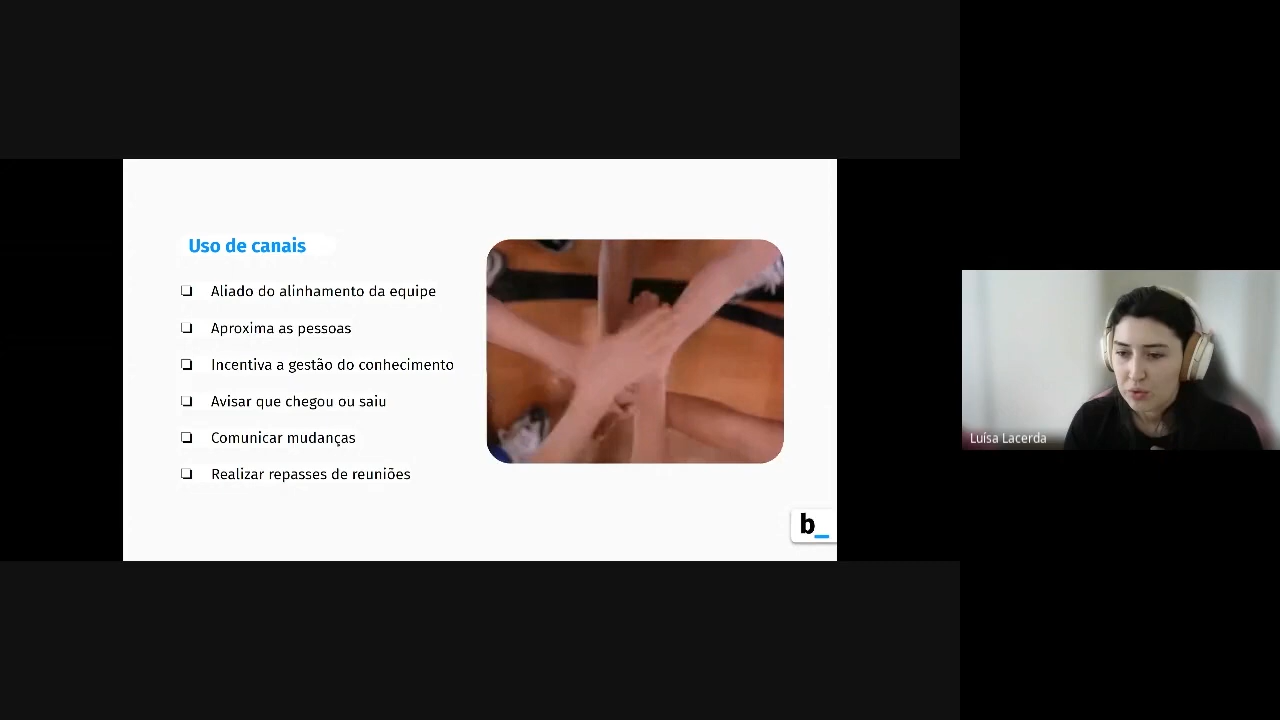 Uso de canais
Aliado do alinhamento da equipe
Aproxima as pessoas
Incentiva a gestão do conhecimento
Avisar que chegou ou saiu
Comunicar mudanças
Realizar repasses de reuniões
b_
Luísa Lacerda